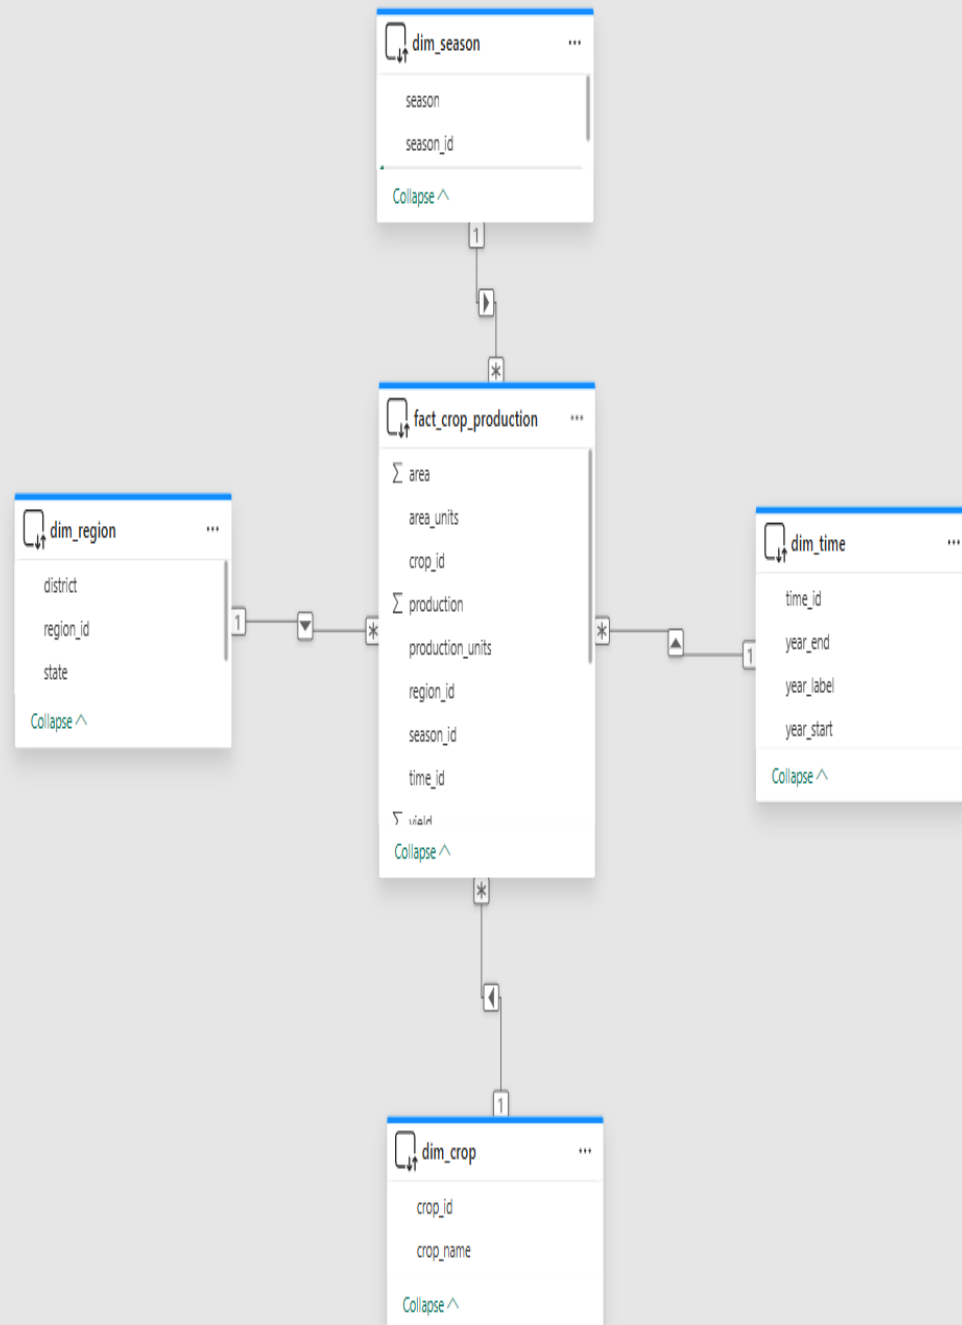 dim_season
...
season
season_id
Collapse
1
*
fact_crop_production
...
Σ area
area_units
crop_id
Σ production
production_units
region_id
season_id
time_id
Σ yield
Collapse
dim_region
...
district
region_id
state
Collapse
1
*
dim_time
...
time_id
year_end
year_label
year_start
Collapse
*
1
*
1
dim_crop
...
crop_id
crop_name
Collapse